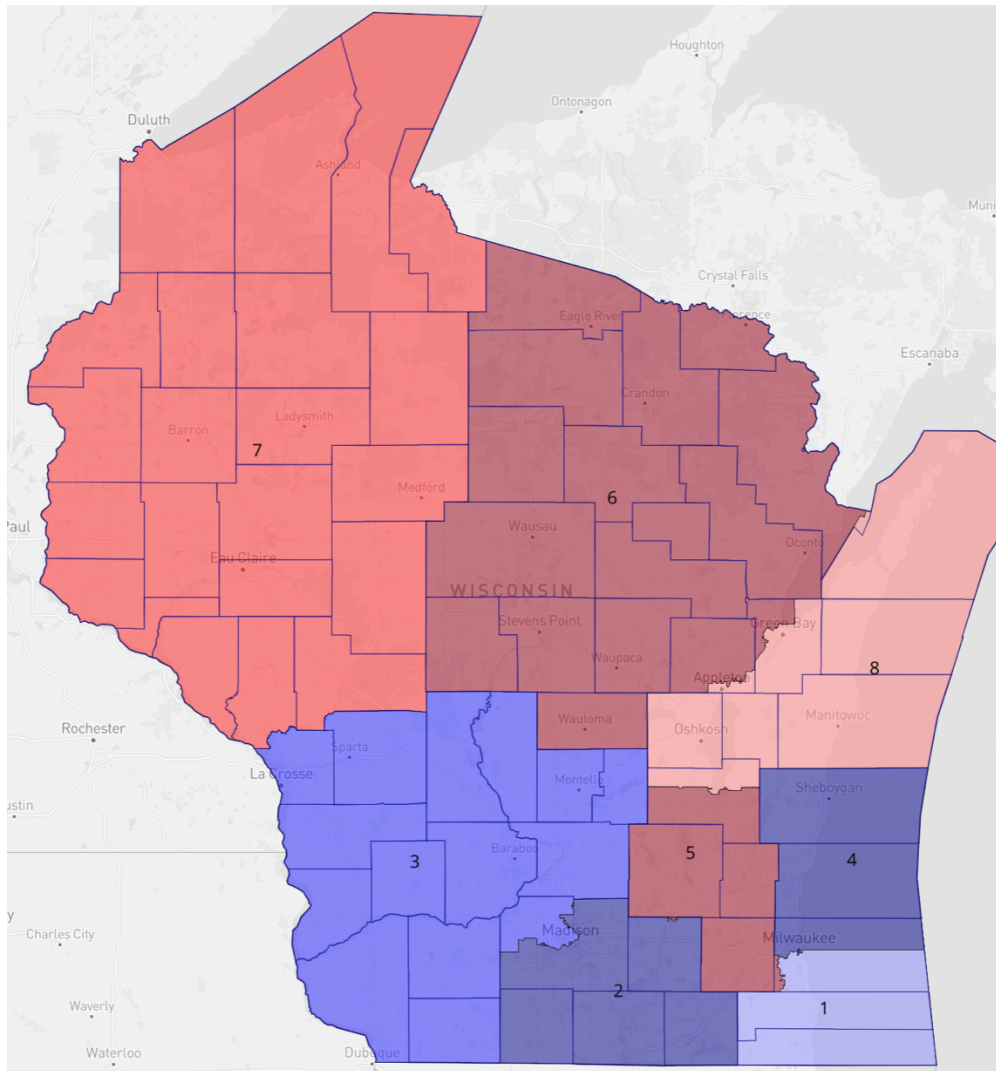 Houghton
Ontonagon
Duluth
Ashland
Muni
Crystal Falls
Eagle River
Florence
Escanaba
Crandon
Ladysmith
Barron
7
Medford
6
Paul
Wausau
Eau Claire
Oconto
WISCONSIN
Stevens Point
Green Bay
Waupaca
8
Appleton
Wautoma
Oshkosh
Manitowoc
Rochester
Sparta
La Crosse
Montello
Sheboygan
ustin
Baraboo
5
4
3
y
Charles City
Madison
Milwaukee
2
1
Waverly
Waterloo
Dubuque